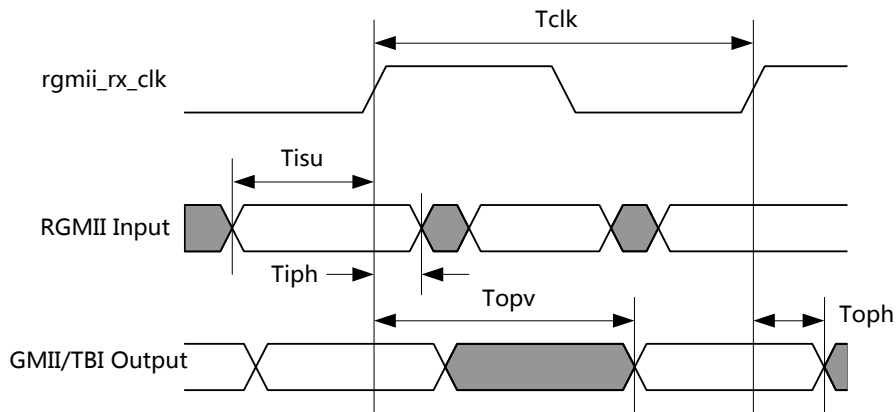 Tclk
rgmii_rx_clk
Tisu
RGMII Input
Tiph
Topv
Toph
GMII/TBI Output